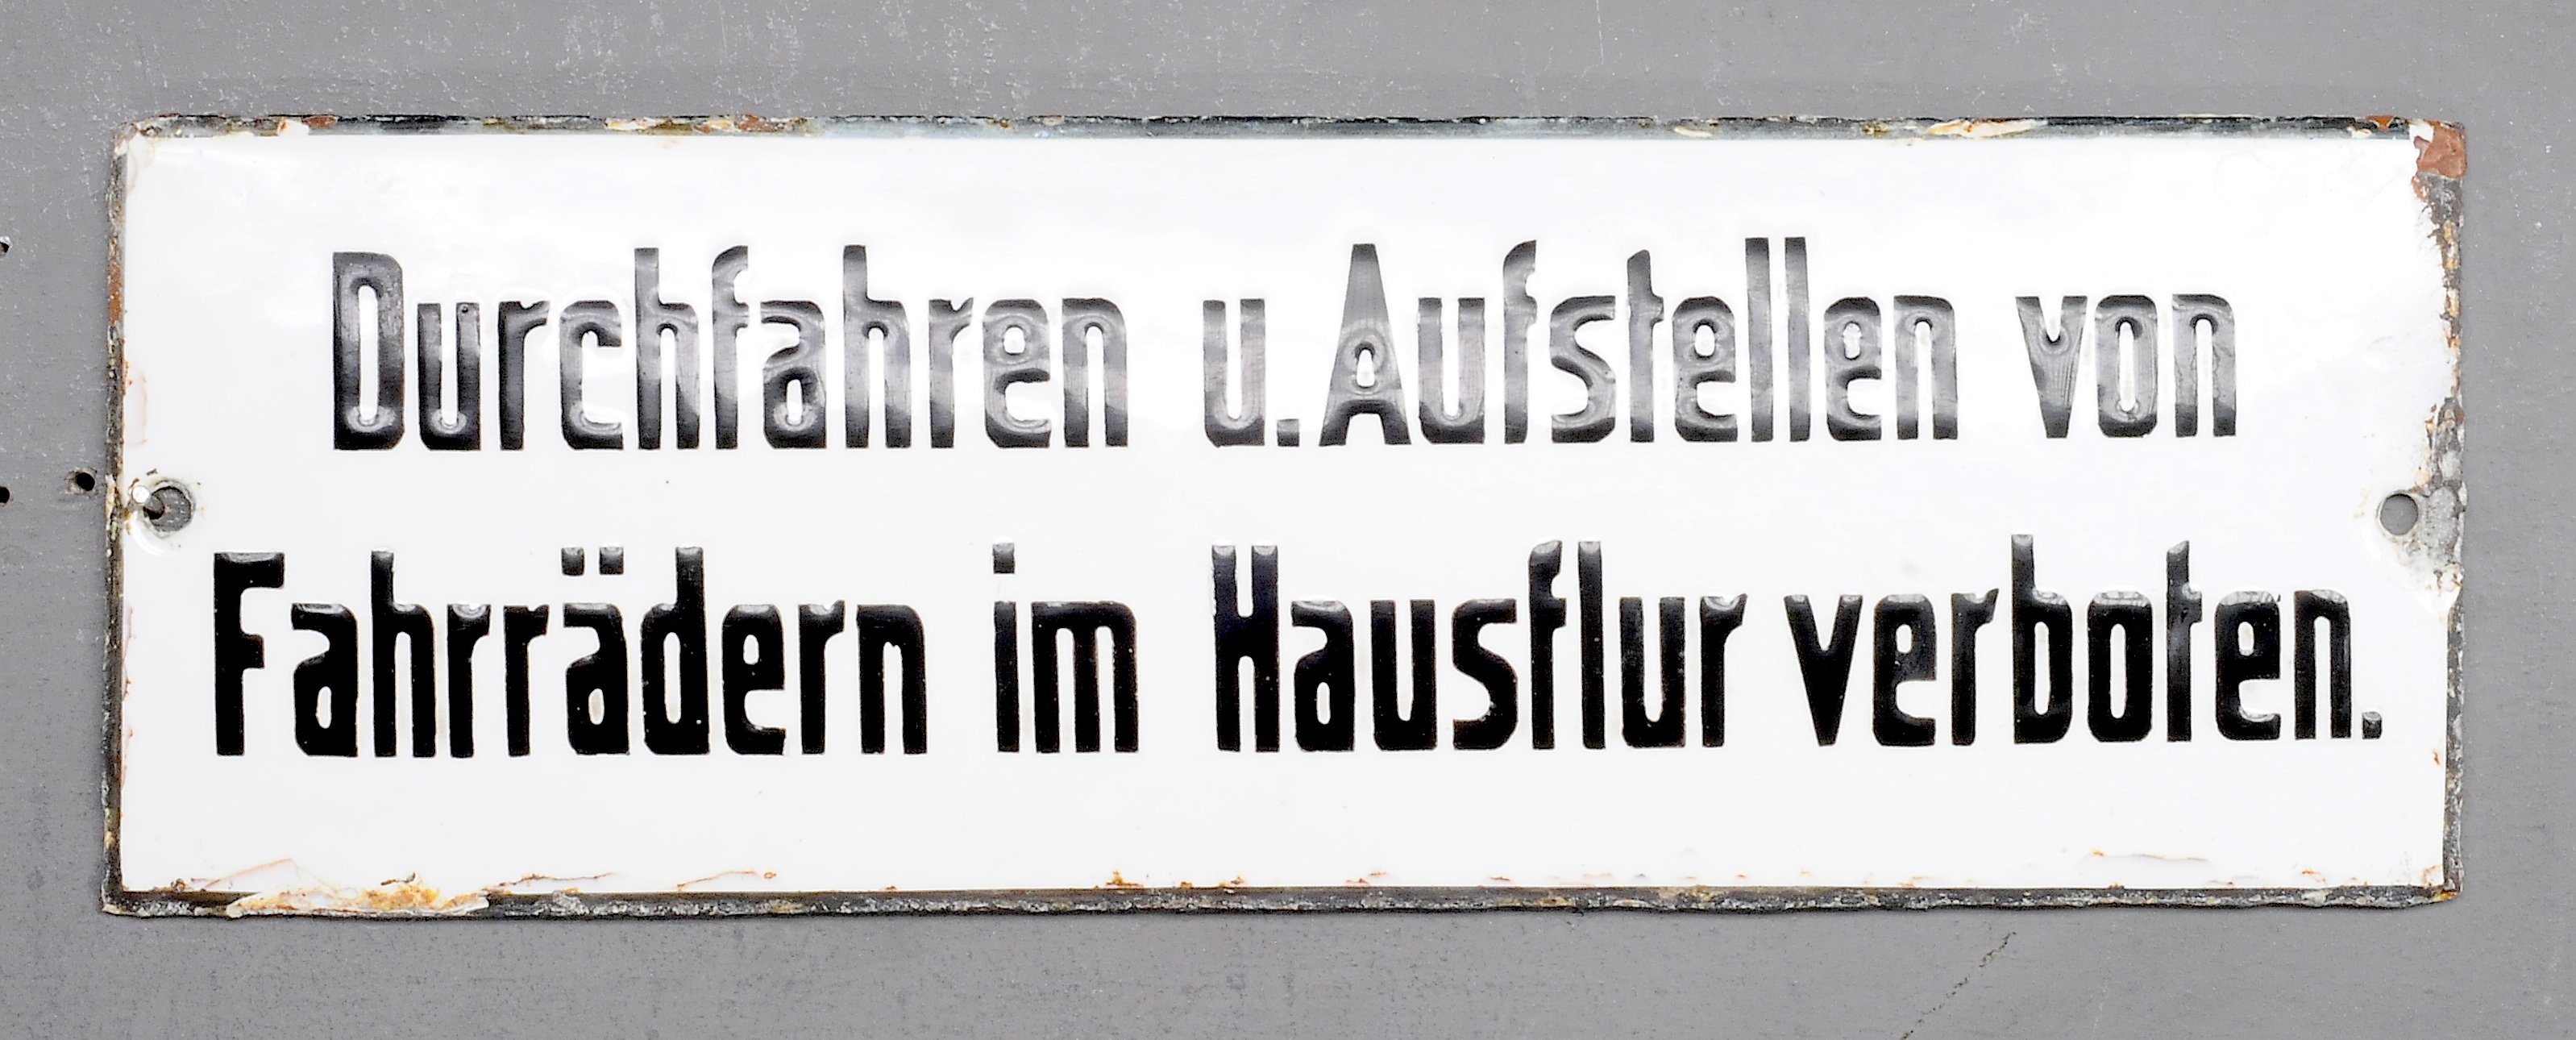 Durchfahren u. Aufstellen von
Fahrrädern im Hausflur verboten.